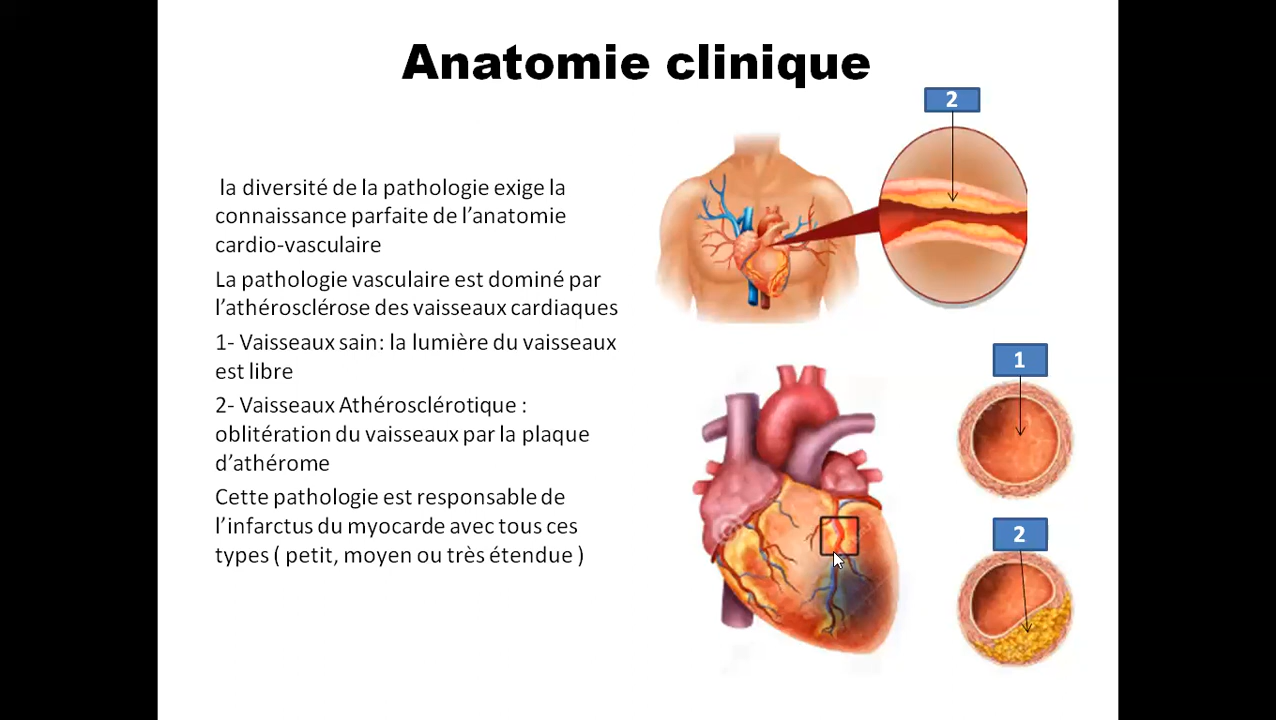 Anatomie clinique
la diversité de la pathologie exige la
connaissance parfaite de l'anatomie
cardio-vasculaire
La pathologie vasculaire est dominé par
l'athérosclérose des vaisseaux cardiaques
1- Vaisseaux sain: la lumière du vaisseaux
est libre
2- Vaisseaux Athérosclérotique :
oblitération du vaisseaux par la plaque
d'athérome
Cette pathologie est responsable de
l'infarctus du myocarde avec tous ces
types ( petit, moyen ou très étendue )
2
1
2